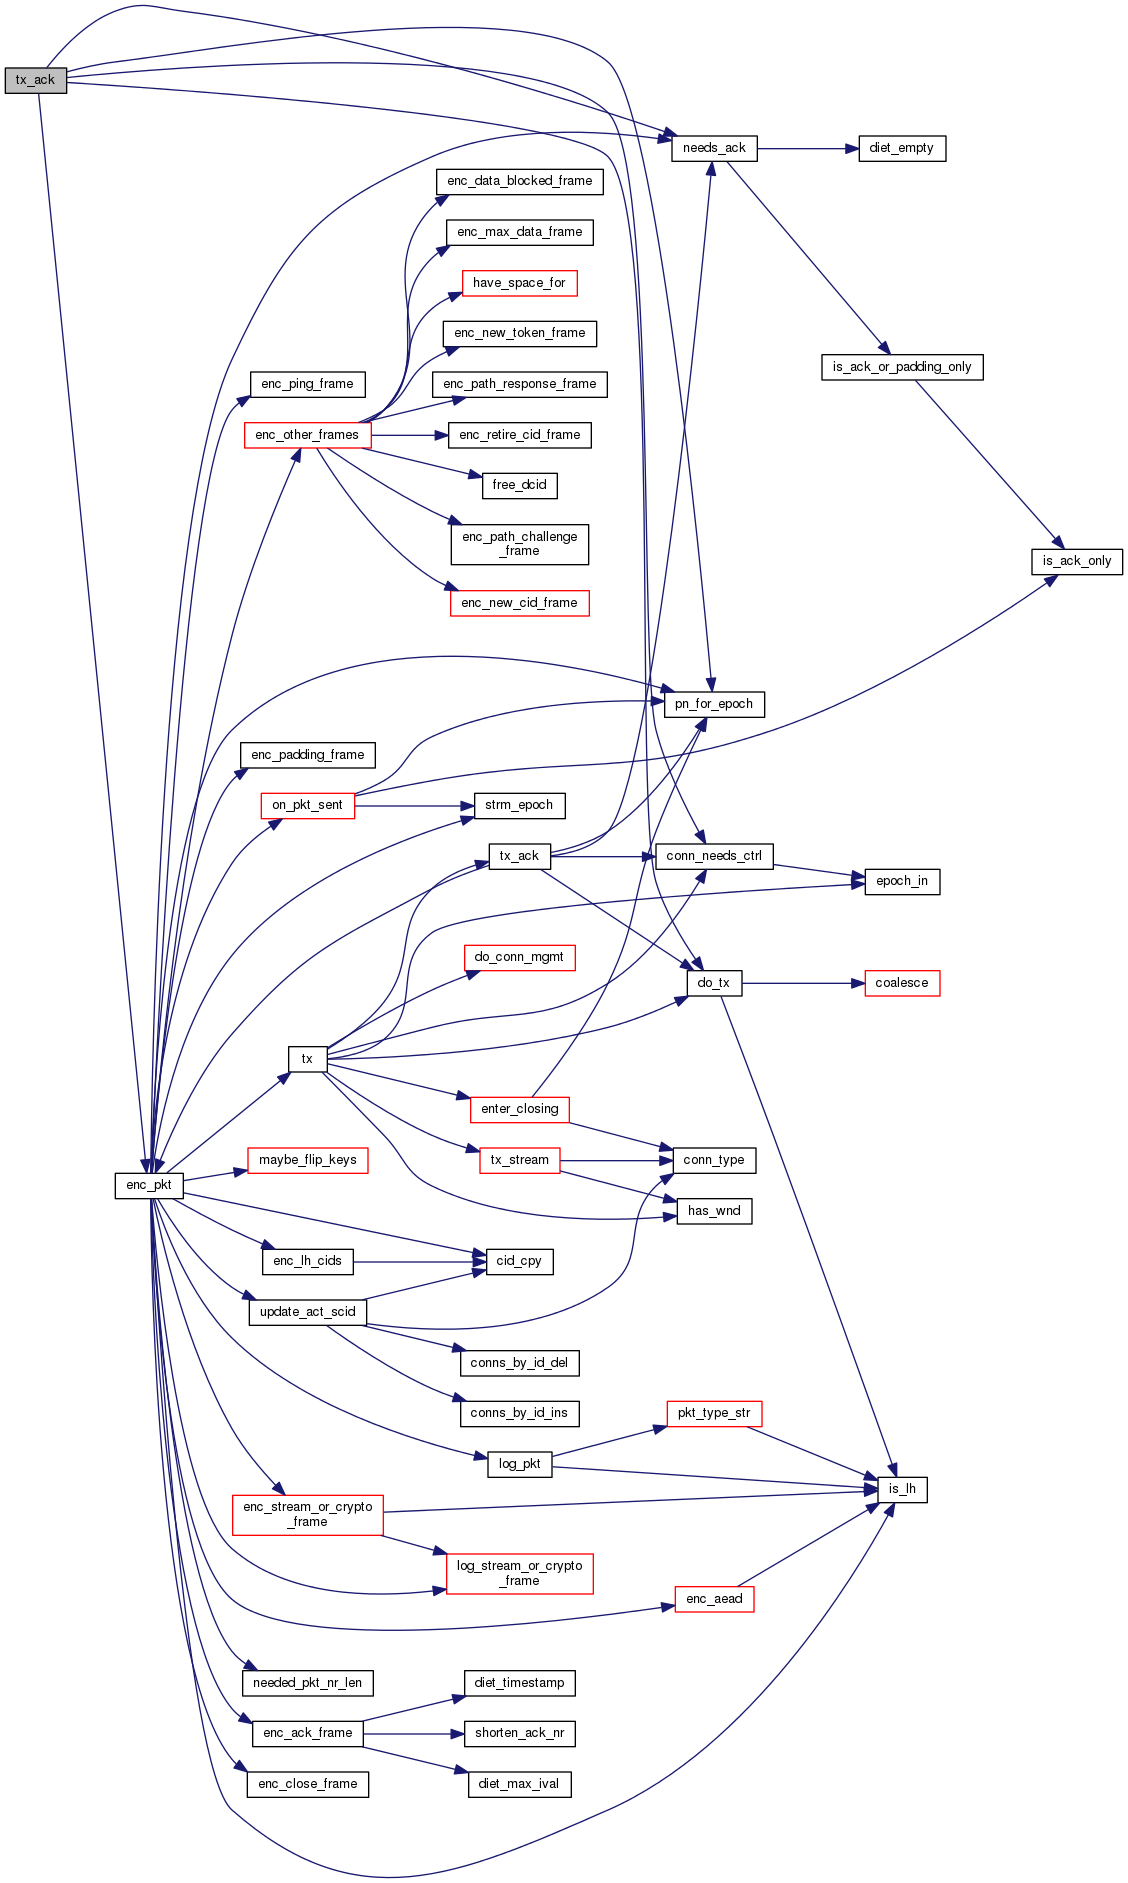 tx_ack
needs_ack
diet_empty
enc_data_blocked_frame
enc_max_data_frame
have_space_for
enc_new_token_frame
is_ack_or_padding_only
enc_ping_frame
enc_path_response_frame
enc_other_frames
enc_retire_cid_frame
free_dcid
enc_path_challenge
_frame
is_ack_only
enc_new_cid_frame
pn_for_epoch
enc_padding_frame
on_pkt_sent
strm_epoch
tx_ack
conn_needs_ctrl
epoch_in
do_conn_mgmt
do_tx
coalesce
tx
enter_closing
maybe_flip_keys
tx_stream
conn_type
enc_pkt
has_wnd
enc_lh_cids
cid_cpy
update_act_scid
conns_by_id_del
conns_by_id_ins
pkt_type_str
log_pkt
is_lh
enc_stream_or_crypto
_frame
log_stream_or_crypto
_frame
enc_aead
needed_pkt_nr_len
diet_timestamp
enc_ack_frame
shorten_ack_nr
enc_close_frame
diet_max_ival